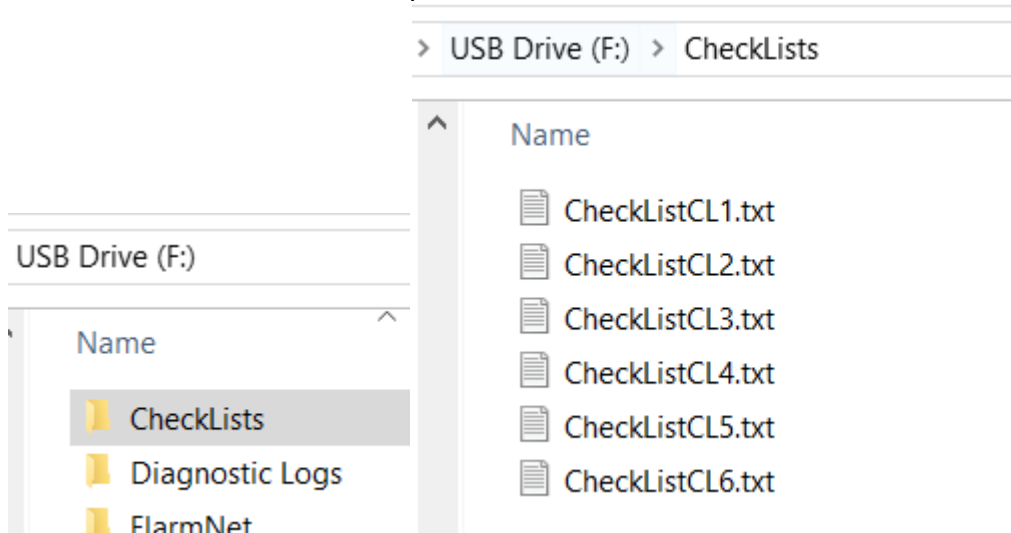 USB Drive (F:)
Name
CheckLists
Diagnostic Logs
FlarmNet
> USB Drive (F:) > CheckLists
Name
CheckListCL1.txt
CheckListCL2.txt
CheckListCL3.txt
CheckListCL4.txt
CheckListCL5.txt
CheckListCL6.txt